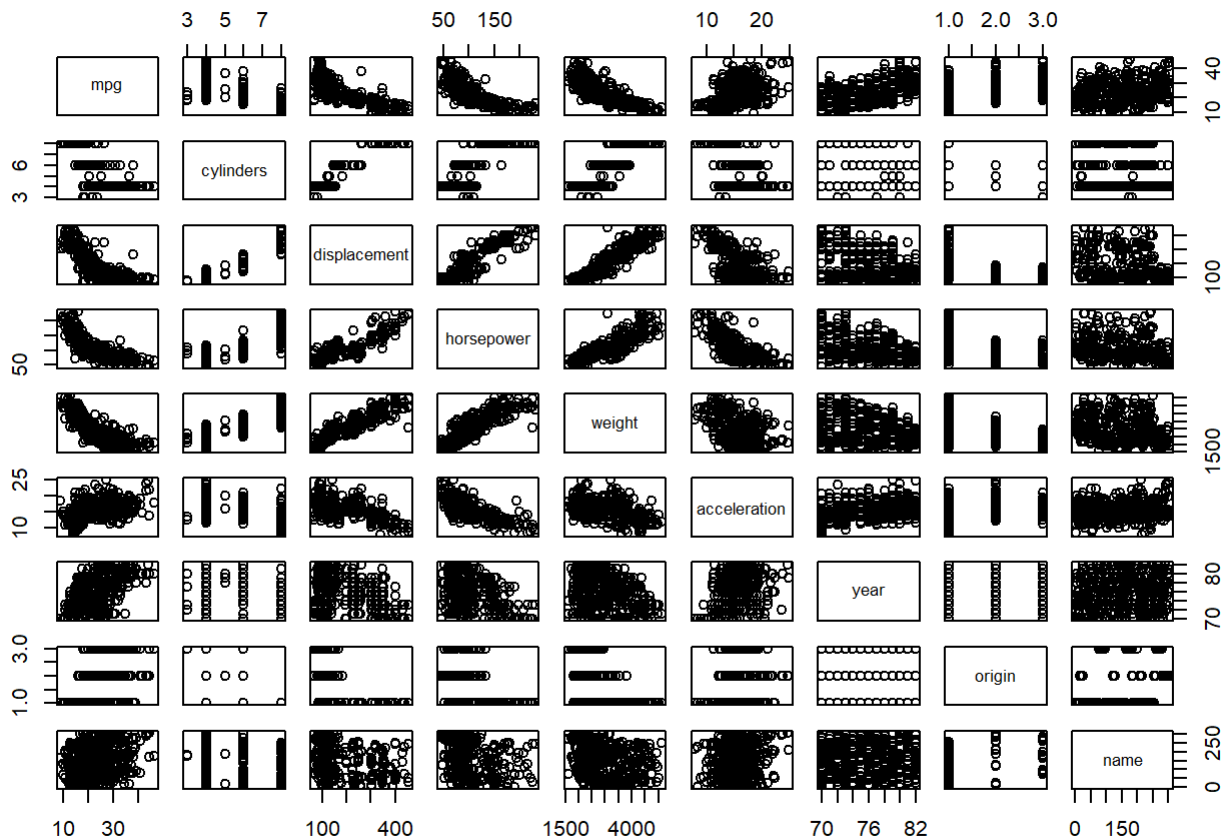 3 5 7 50 150 10 20 1.0 2.0 3.0
mpg 10 40
3 6 cylinders
displacement 100
50 horsepower
weight 1500
10 25 acceleration
year 70 80
1.0 3.0 origin
name 0 250
10 30 100 400 1500 4000 70 76 82 0 150